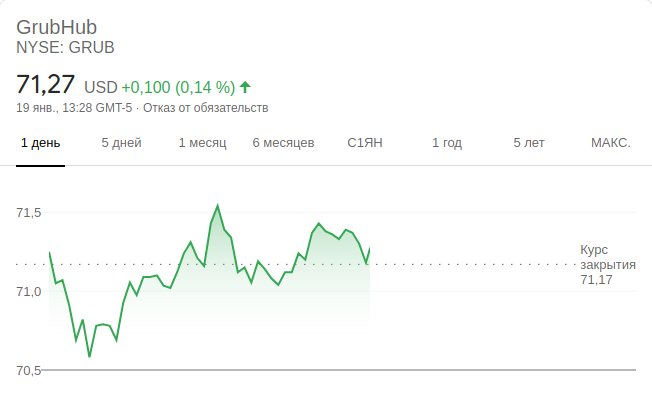 GrubHub
NYSE: GRUB
71,27 USD +0,100 (0,14 %)
19 янв., 13:28 GMT-5 · Отказ от обязательств
1 день 5 дней 1 месяц 6 месяцев С1ЯН 1 год 5 лет МАКС.
71,5
Курс
закрытия
71,17
71,0
70,5